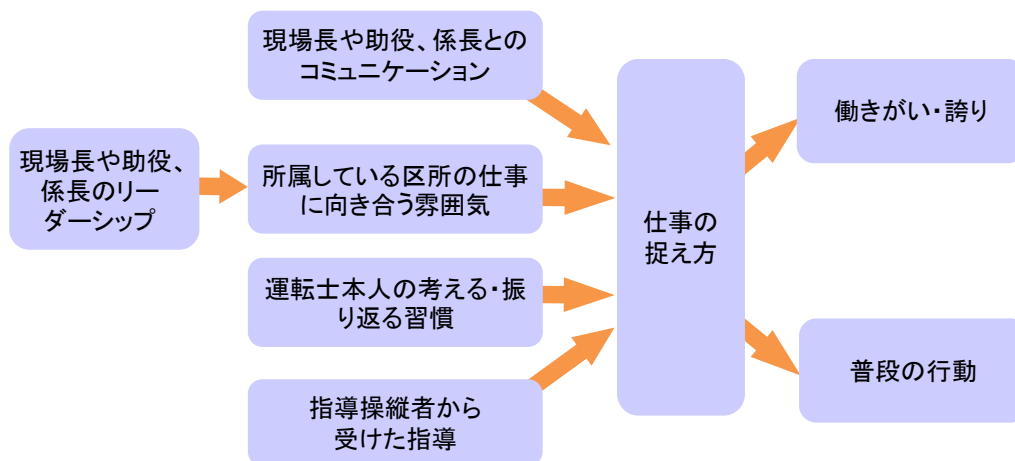 現場長や助役、係長との
コミュニケーション
現場長や助役、
係長のリー
ダーシップ
所属している区所の仕事
に向き合う雰囲気
運転士本人の考える・振
り返る習慣
指導操縦者から
受けた指導
仕事の
捉え方
働きがい・誇り
普段の行動